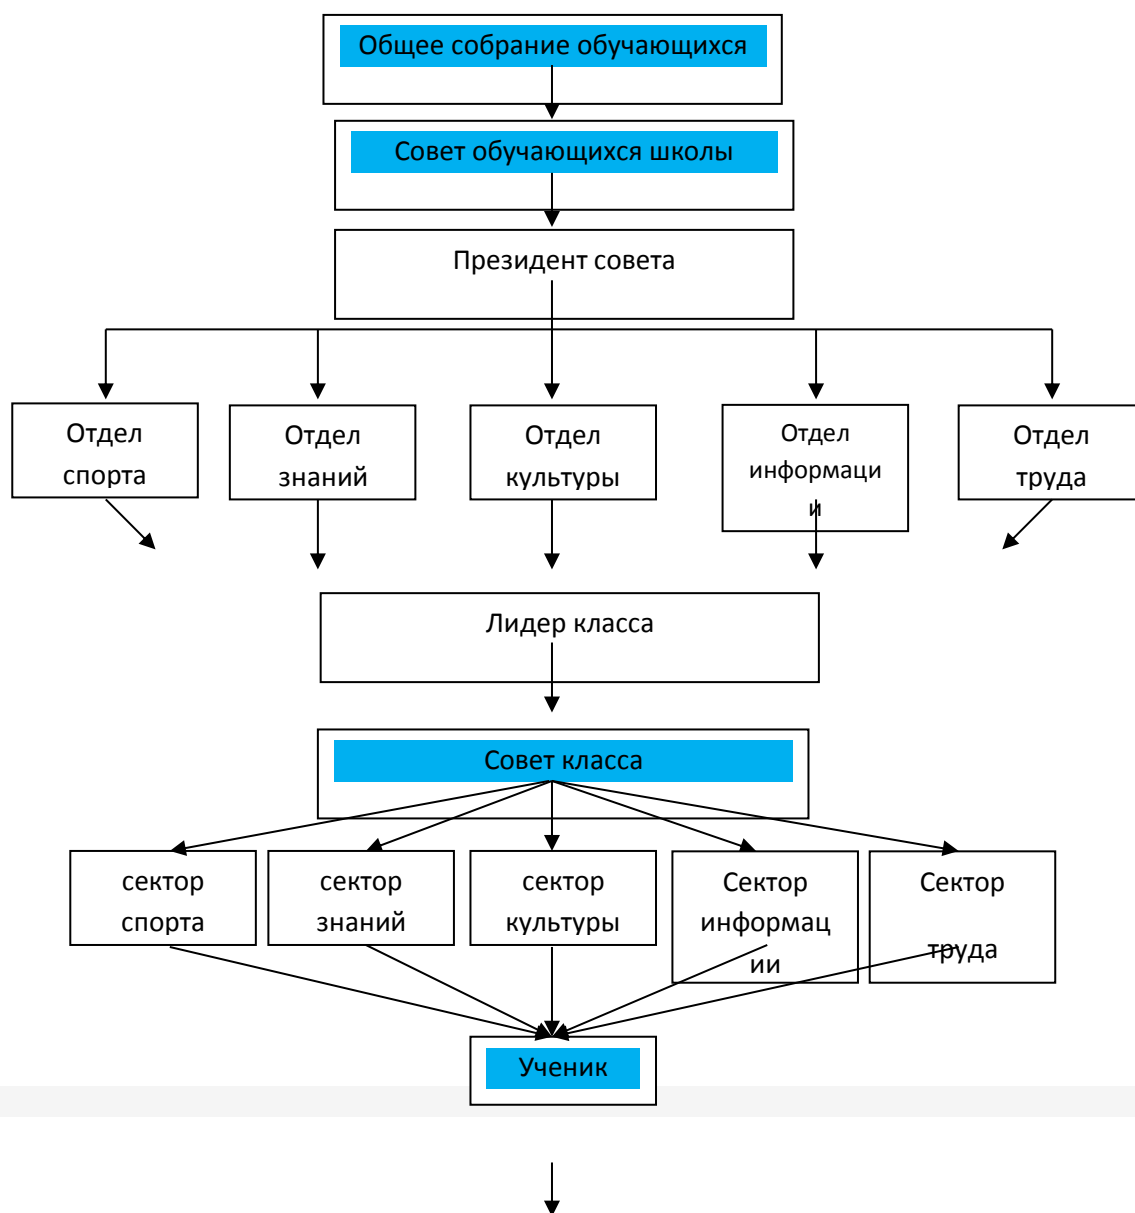 Общее собрание обучающихся
Совет обучающихся школы
Президент совета
Отдел
спорта
Отдел
знаний
Отдел
культуры
Отдел
информаци
и
Отдел
труда
Лидер класса
Совет класса
сектор
спорта
сектор
знаний
сектор
культуры
Сектор
информац
ии
Сектор
труда
Ученик